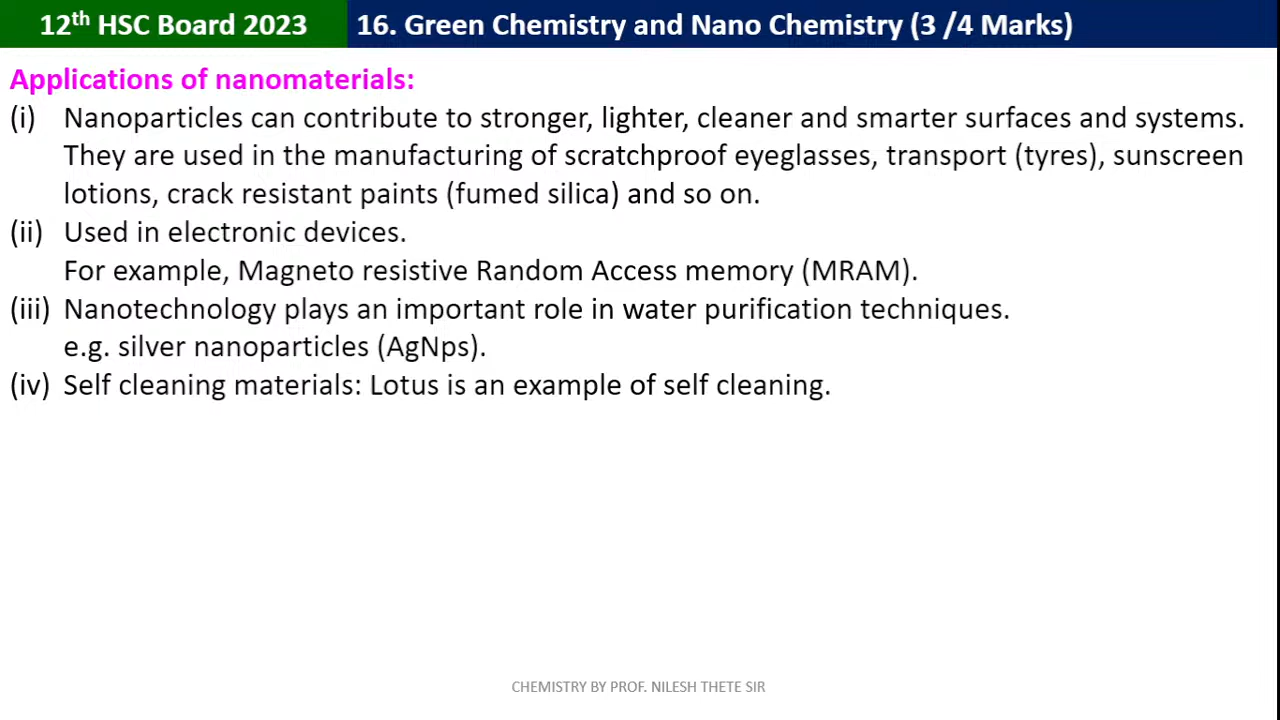 12th HSC Board 2023
16. Green Chemistry and Nano Chemistry (3 /4 Marks)
Applications of nanomaterials:
(i) Nanoparticles can contribute to stronger, lighter, cleaner and smarter surfaces and systems.
They are used in the manufacturing of scratchproof eyeglasses, transport (tyres), sunscreen
lotions, crack resistant paints (fumed silica) and so on.
(ii) Used in electronic devices.
For example, Magneto resistive Random Access memory (MRAM).
(iii) Nanotechnology plays an important role in water purification techniques.
e.g. silver nanoparticles (AgNps).
(iv) Self cleaning materials: Lotus is an example of self cleaning.
CHEMISTRY BY PROF. NILESH THETE SIR